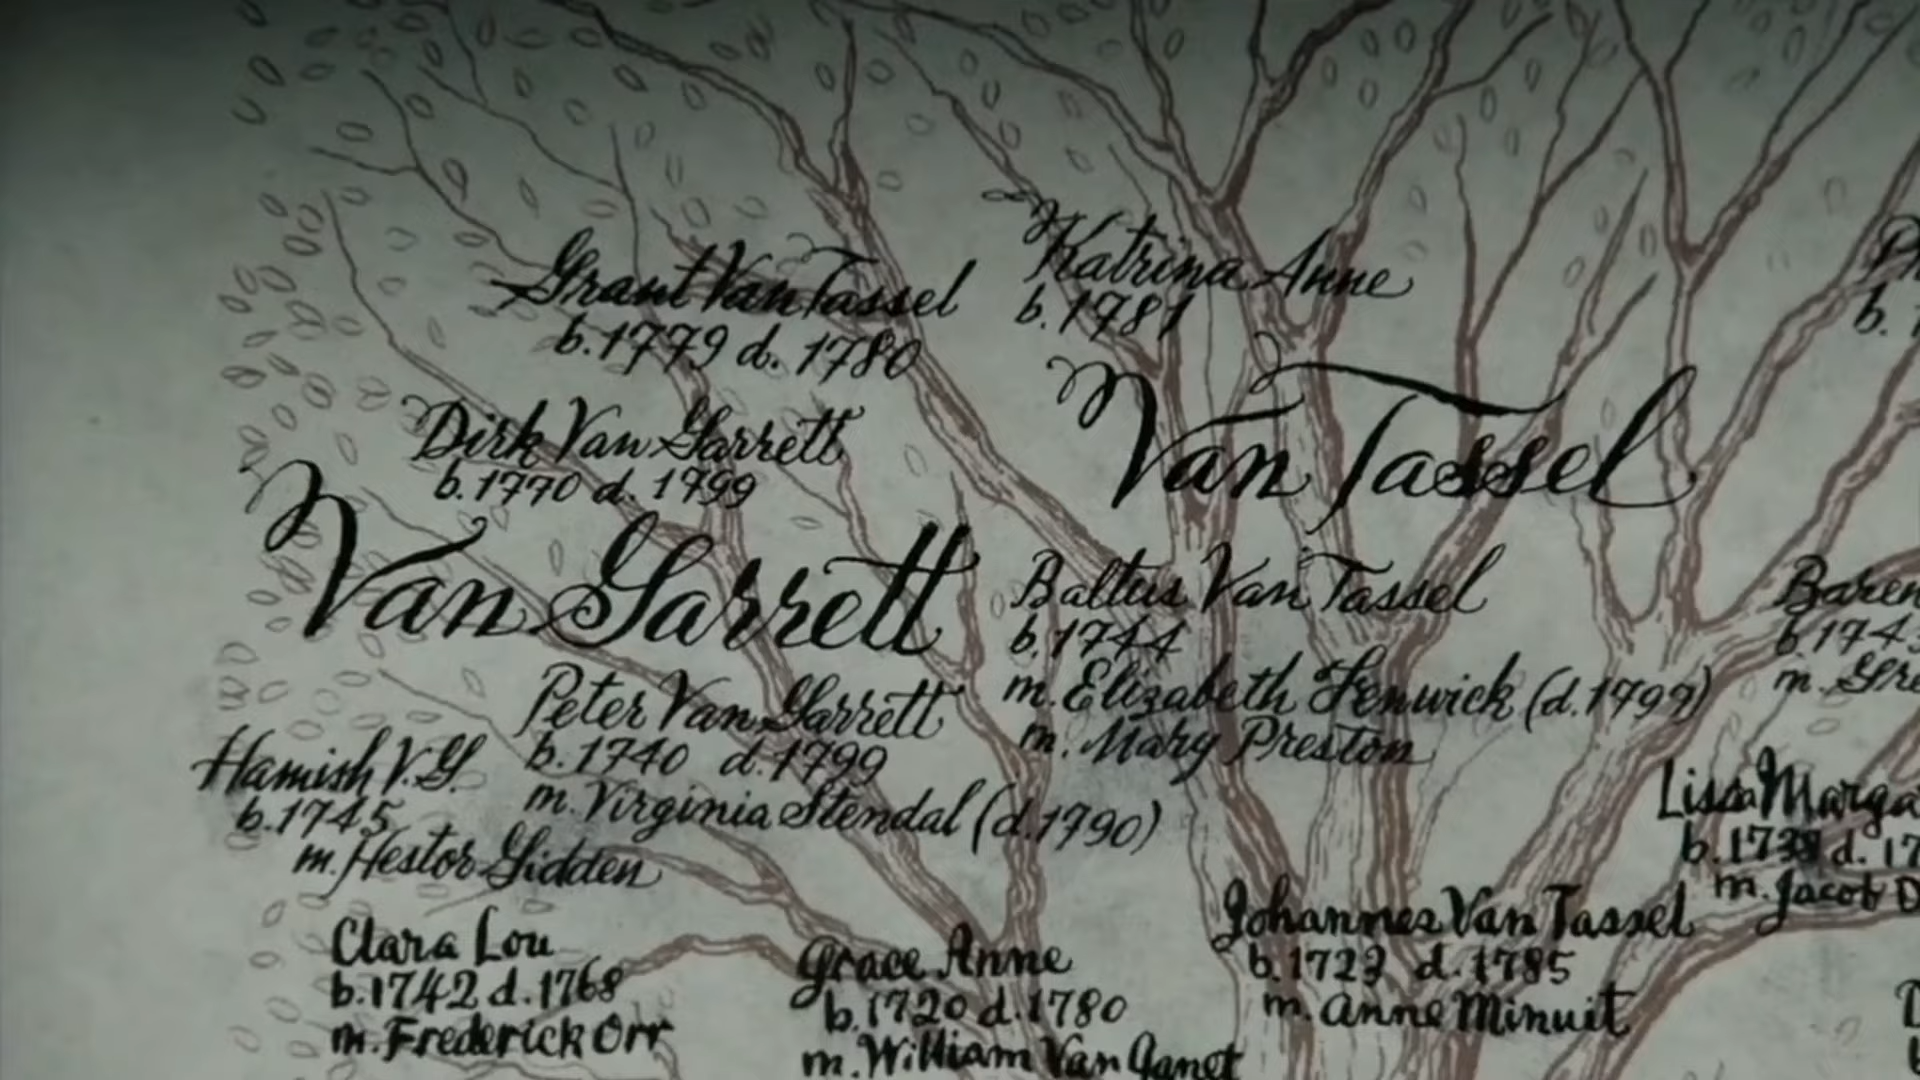 Grant Van Tassel
b.1779 d. 1780
Katrina Anne
b.1781
Dirk Van Garrett
b.1770 d. 1799
Van Tassel
Van Garrett
Baltus Van Tassel
b.1744
m. Elizabeth Fenwick (d.1799)
m. Mary Preston
Peter Van Garrett
b.1740 d.1799
m. Virginia Stendal (d.1790)
Hamish V.G.
b.1745
m. Hestor Gidden
Johannes Van Tassel
b.1723 d.1785
m. Anne Minuit
Clara Lou
b.1742 d.1768
m. Frederick Orr
Grace Anne
b.1720 d.1780
m. William Van
b.
m.
Lissa
d.
m. Jacob